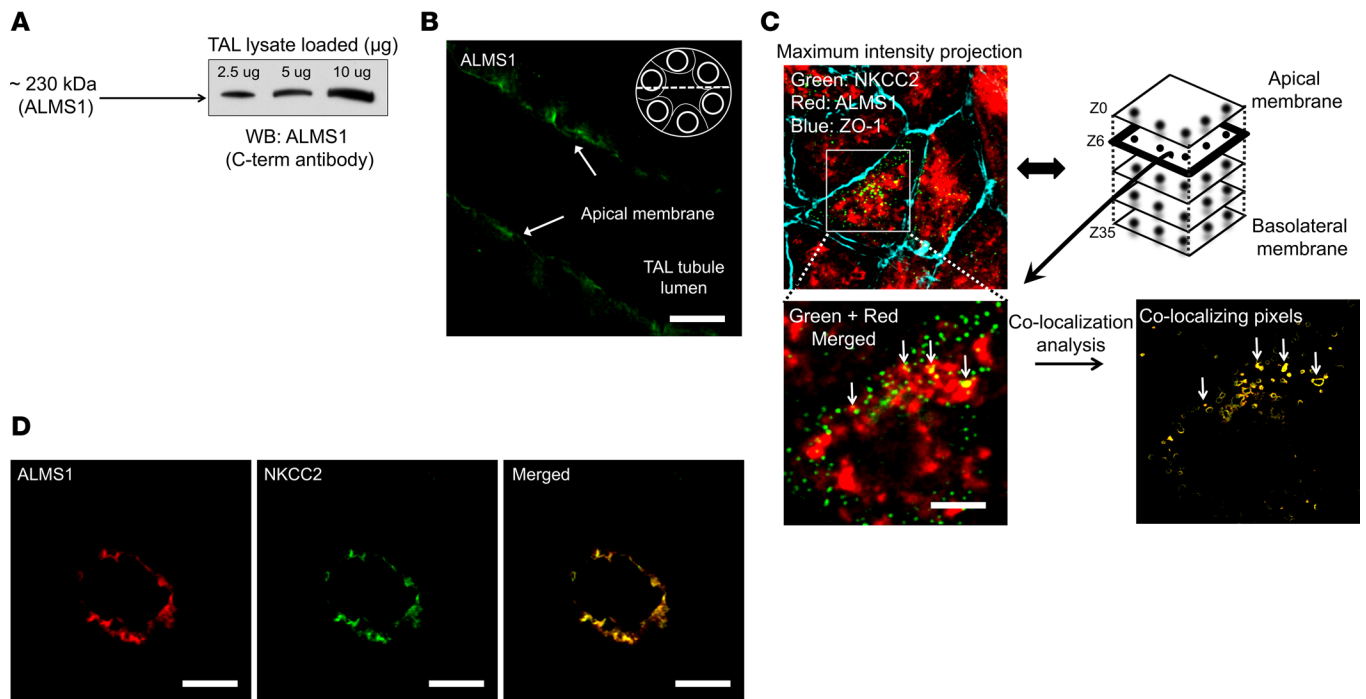 A
TAL lysate loaded (µg)
2.5 ug 5 ug 10 ug
~ 230 kDa
(ALMS1)
WB: ALMS1
(C-term antibody)
B
ALMS1
Apical membrane
TAL tubule
lumen
C
Maximum intensity projection
Green: NKCC2
Red: ALMS1
Blue: ZO-1
Z0
Z6
Z35
Apical
membrane
Basolateral
membrane
Green + Red
Merged
Co-localization
analysis
Co-localizing pixels
D
ALMS1
NKCC2
Merged